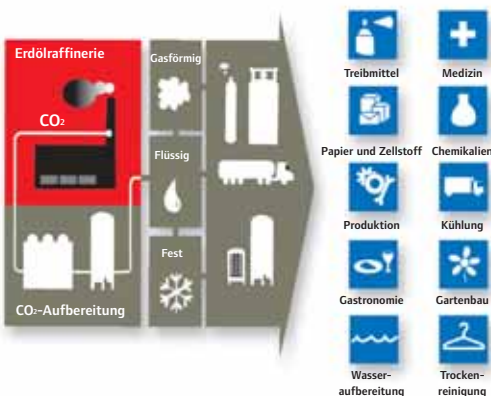 Erdölraffinerie
CO₂
CO₂-Aufbereitung
Gasförmig
Flüssig
Fest
Treibmittel
Medizin
Papier und Zellstoff
Chemikalien
Produktion
Kühlung
Gastronomie
Gartenbau
Wasser-
aufbereitung
Trocken-
reinigung